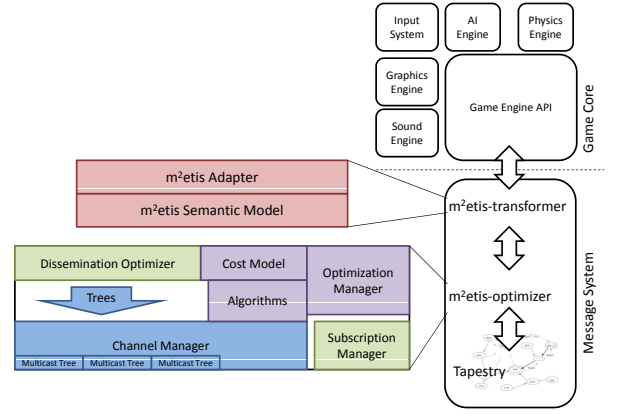 Input
System
AI
Engine
Physics
Engine
Graphics
Engine
Sound
Engine
Game Engine API
Game Core
m²etis Adapter
m²etis Semantic Model
m²etis-transformer
Dissemination Optimizer
Cost Model
Optimization
Manager
Trees
Algorithms
Channel Manager
Subscription
Manager
Multicast Tree
Multicast Tree
Multicast Tree
m²etis-optimizer
Tapestry
Message System